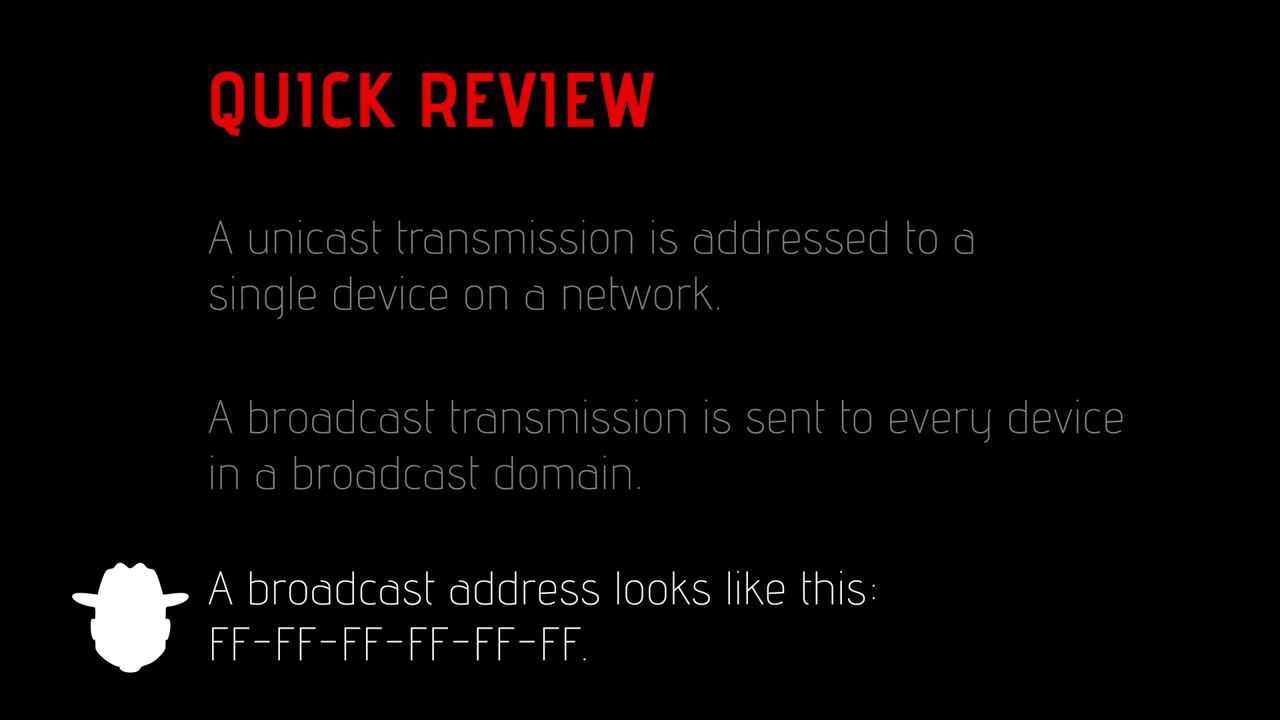 QUICK REVIEW
A unicast transmission is addressed to a
single device on a network.
A broadcast transmission is sent to every device
in a broadcast domain.
A broadcast address looks like this:
FF-FF-FF-FF-FF-FF.